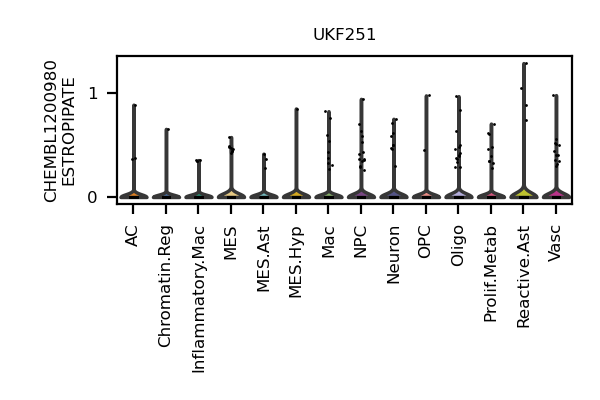 UKF251
CHEMBL1200980
ESTROPIPATE
1
0
AC
Chromatin.Reg
Inflammatory.Mac
MES
MES.Ast
MES.Hyp
Mac
NPC
Neuron
OPC
Oligo
Prolif.Metab
Reactive.Ast
Vasc